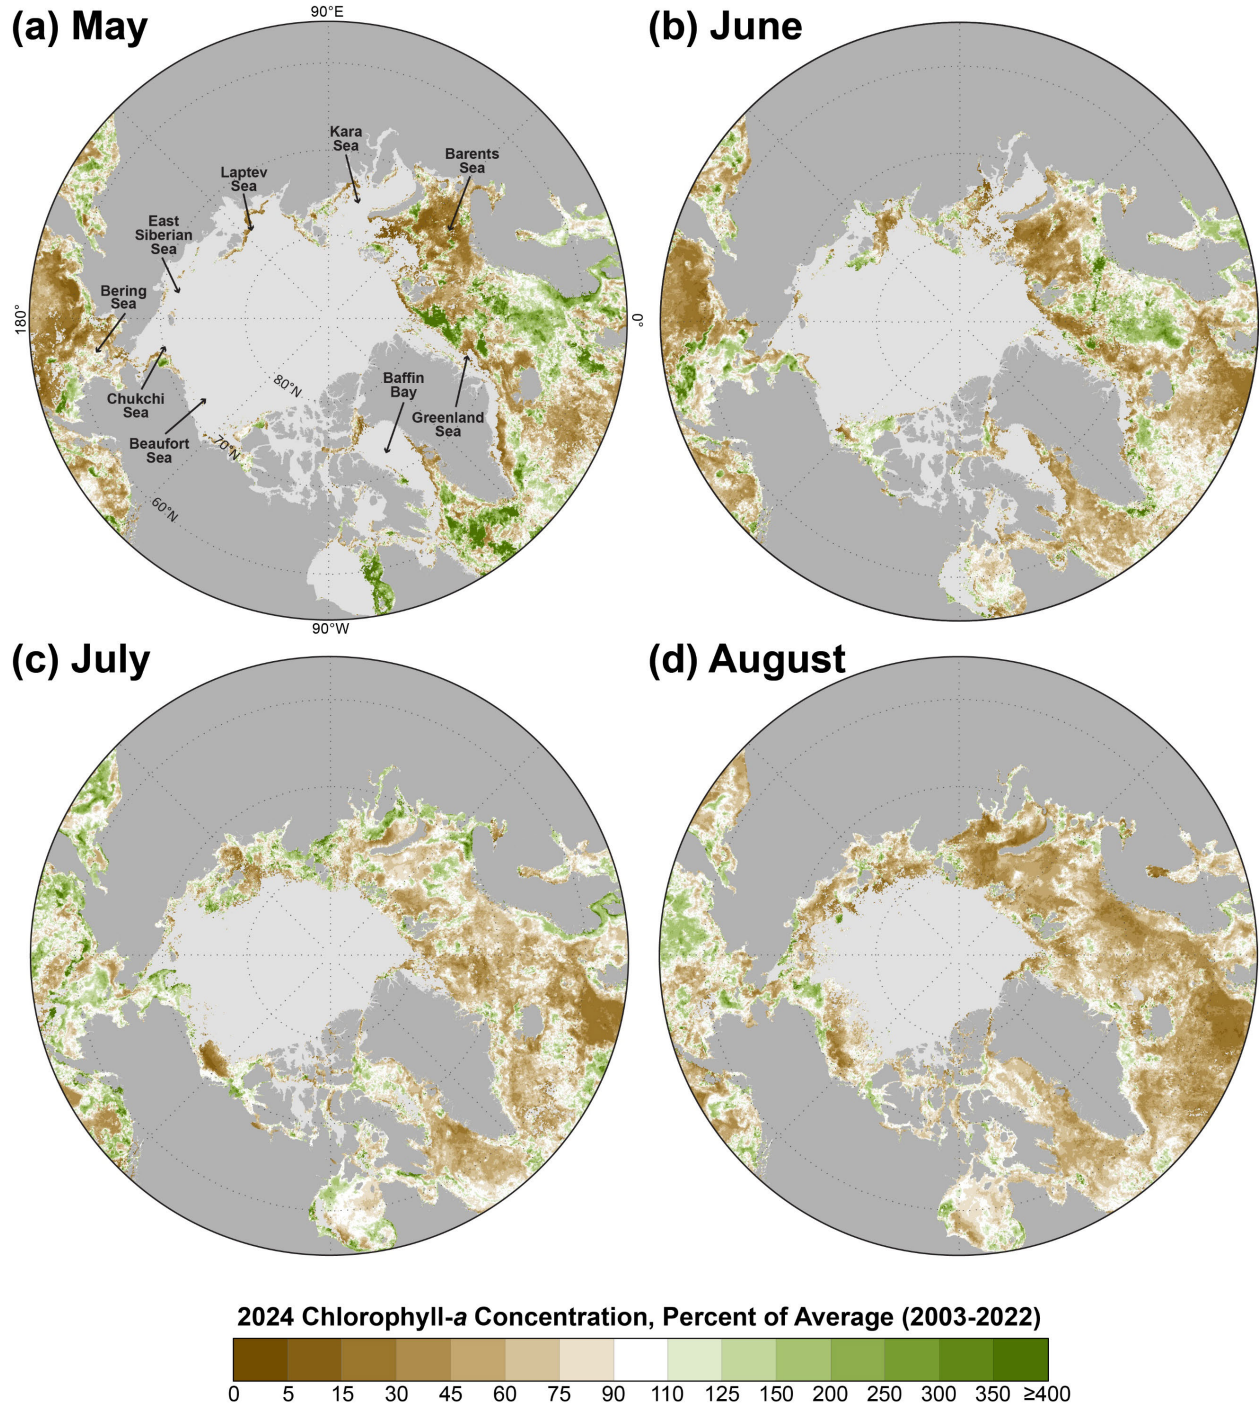 (a) May
90°E
(b) June
Kara
Sea
Barents
Sea
Laptev
Sea
East
Siberian
Sea
Bering
Sea
180°
0°
80°N
Baffin
Bay
Chukchi
Sea
Greenland
Sea
Beaufort
Sea
70°N
60°N
90°W
(c) July
(d) August
2024 Chlorophyll-a Concentration, Percent of Average (2003-2022)
0 5 15 30 45 60 75 90 110 125 150 200 250 300 350 ≥400